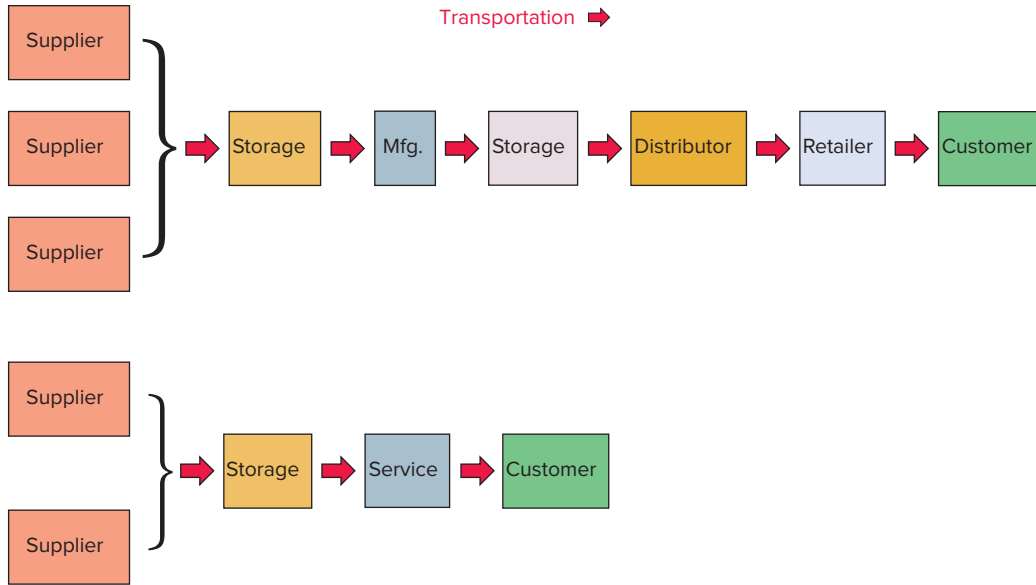 Transportation
Supplier
Supplier
Supplier
Storage
Mfg.
Storage
Distributor
Retailer
Customer
Supplier
Supplier
Storage
Service
Customer